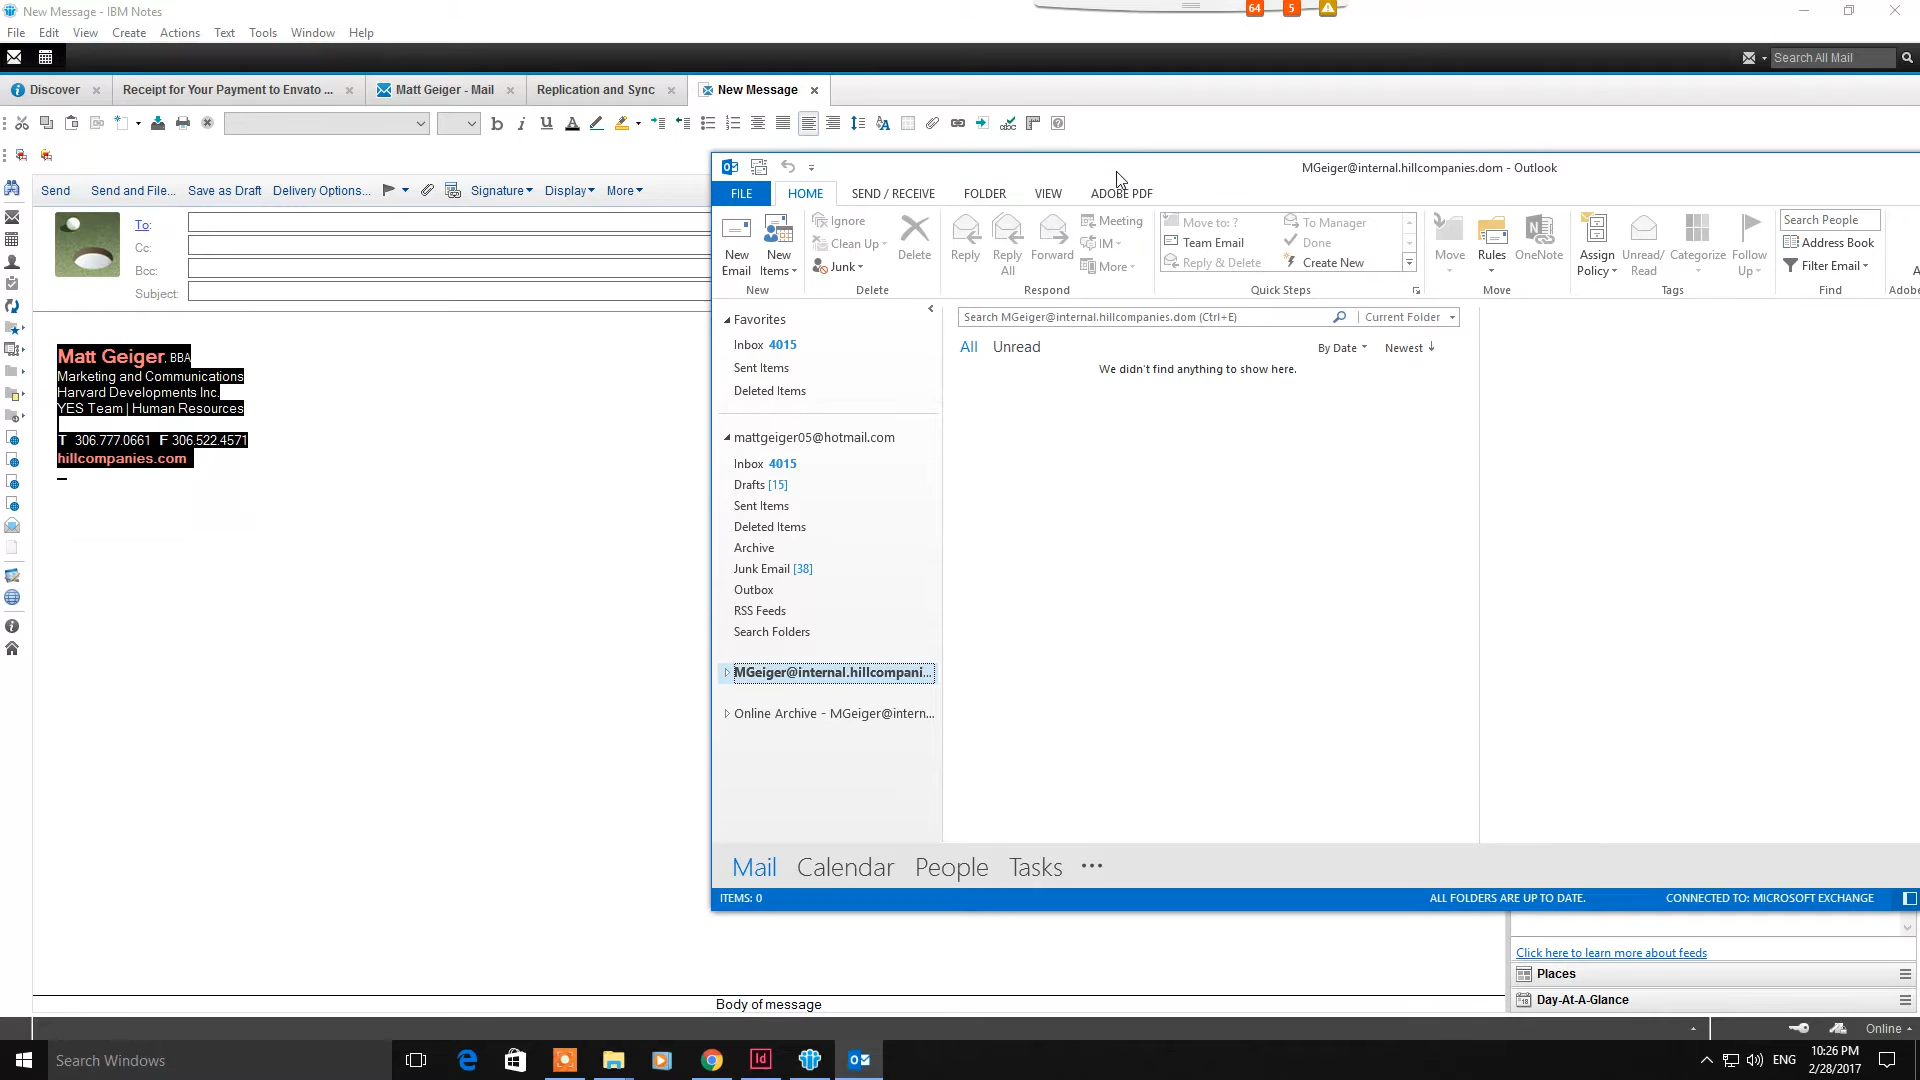 New Message - IBM Notes
64
5
File Edit View Create Actions Text Tools Window Help
Search All Mail
Discover
Receipt for Your Payment to Envato ...
Matt Geiger - Mail
Replication and Sync
New Message
Send
Send and File...
Save as Draft
Delivery Options...
Signature
Display
More
To:
Cc:
Bcc:
Subject:
Matt Geiger, BBA
Marketing and Communications
Harvard Developments Inc.
YES Team | Human Resources
T 306.777.0661 F 306.522.4571
hillcompanies.com
MGeiger@internal.hillcompanies.dom - Outlook
FILE HOME SEND / RECEIVE FOLDER VIEW ADOBE PDF
New Email
New Items
New
Ignore
Clean Up
Junk
Delete
Delete
Reply
Reply All
Forward
Meeting
IM
More
Respond
Move to: ?
Team Email
Reply & Delete
To Manager
Done
Create New
Quick Steps
Move
Rules
OneNote
Move
Assign Policy
Unread/ Read
Categorize
Follow Up
Tags
Search People
Address Book
Filter Email
Find
A
Adobe
Favorites
Inbox 4015
Sent Items
Deleted Items
mattgeiger05@hotmail.com
Inbox 4015
Drafts [15]
Sent Items
Deleted Items
Archive
Junk Email [38]
Outbox
RSS Feeds
Search Folders
MGeiger@internal.hillcompani...
Online Archive - MGeiger@intern...
Search MGeiger@internal.hillcompanies.dom (Ctrl+E)
Current Folder
All Unread
By Date
Newest
We didn't find anything to show here.
Mail Calendar People Tasks
ITEMS: 0
ALL FOLDERS ARE UP TO DATE.
CONNECTED TO: MICROSOFT EXCHANGE
Click here to learn more about feeds
Places
Day-At-A-Glance
Body of message
Online
Search Windows
ENG
10:26 PM
2/28/2017